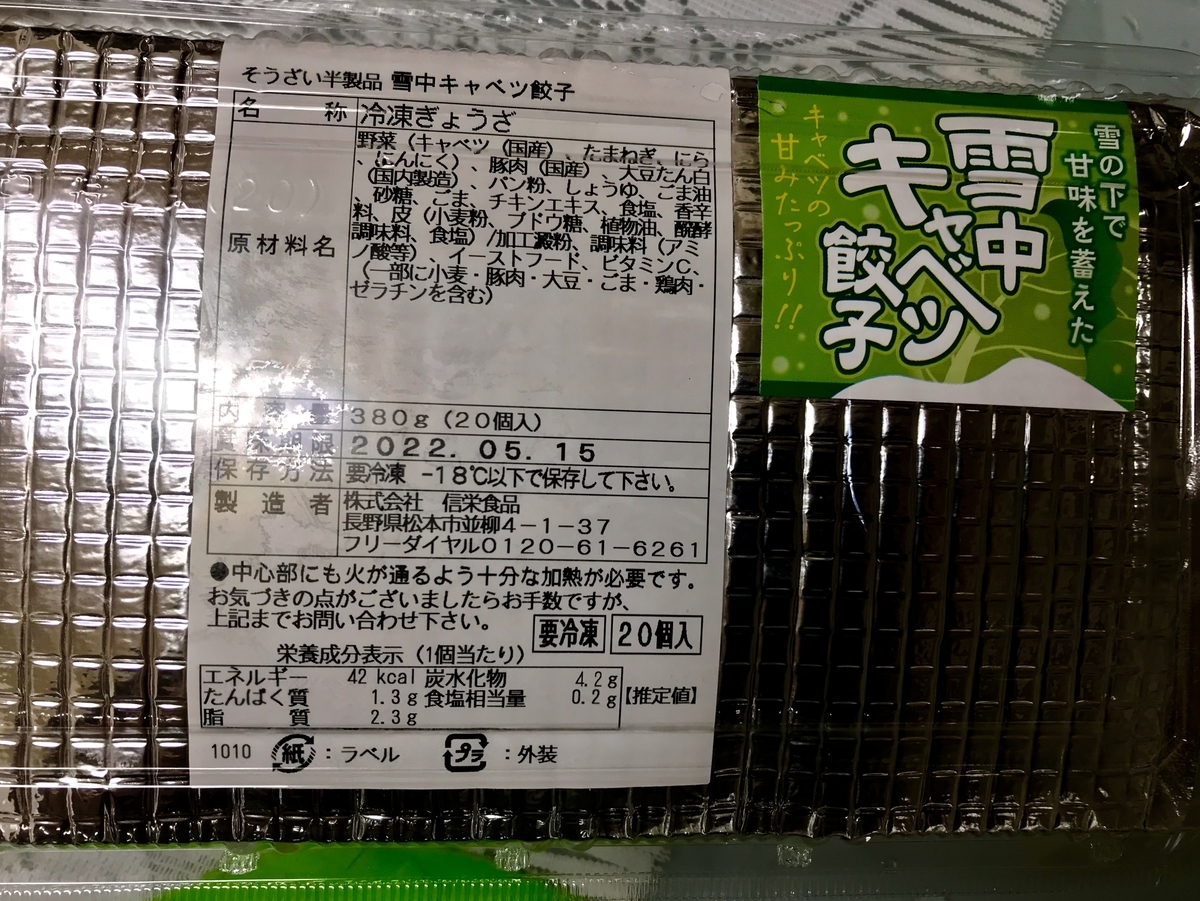 そうざい半製品 雪中キャベツ餃子
名称 冷凍ぎょうざ
原材料名
野菜（キャベツ（国産）、たまねぎ、にら
、にんにく）、豚肉（国産）、大豆たん白
（国内製造）、パン粉、しょうゆ、ごま油
、砂糖、ごま、チキンエキス、食塩、香辛
料、皮（小麦粉、ブドウ糖、植物油、醗酵
調味料、食塩）/加工澱粉、調味料（アミ
ノ酸等）、イーストフード、ビタミンC、
（一部に小麦・豚肉・大豆・ごま・鶏肉・
ゼラチンを含む）
内容量 380g（20個入）
期限 2022.05.15
保存方法 要冷凍 -18℃以下で保存して下さい。
製造者 株式会社 信栄食品
長野県松本市並柳4-1-37
フリーダイヤル0120-61-6261
●中心部にも火が通るよう十分な加熱が必要です。
お気づきの点がございましたらお手数ですが、
上記までお問い合わせ下さい。
要冷凍 20個入
栄養成分表示（1個当たり）
エネルギー 42 kcal 炭水化物 4.2g
たんぱく質 1.3g 食塩相当量 0.2g【推定値】
脂質 2.3g
1010 紙：ラベル プラ：外装
雪の下で
甘味を蓄えた
雪中
キャベツ
餃子
キャベツの
甘みたっぷり!!